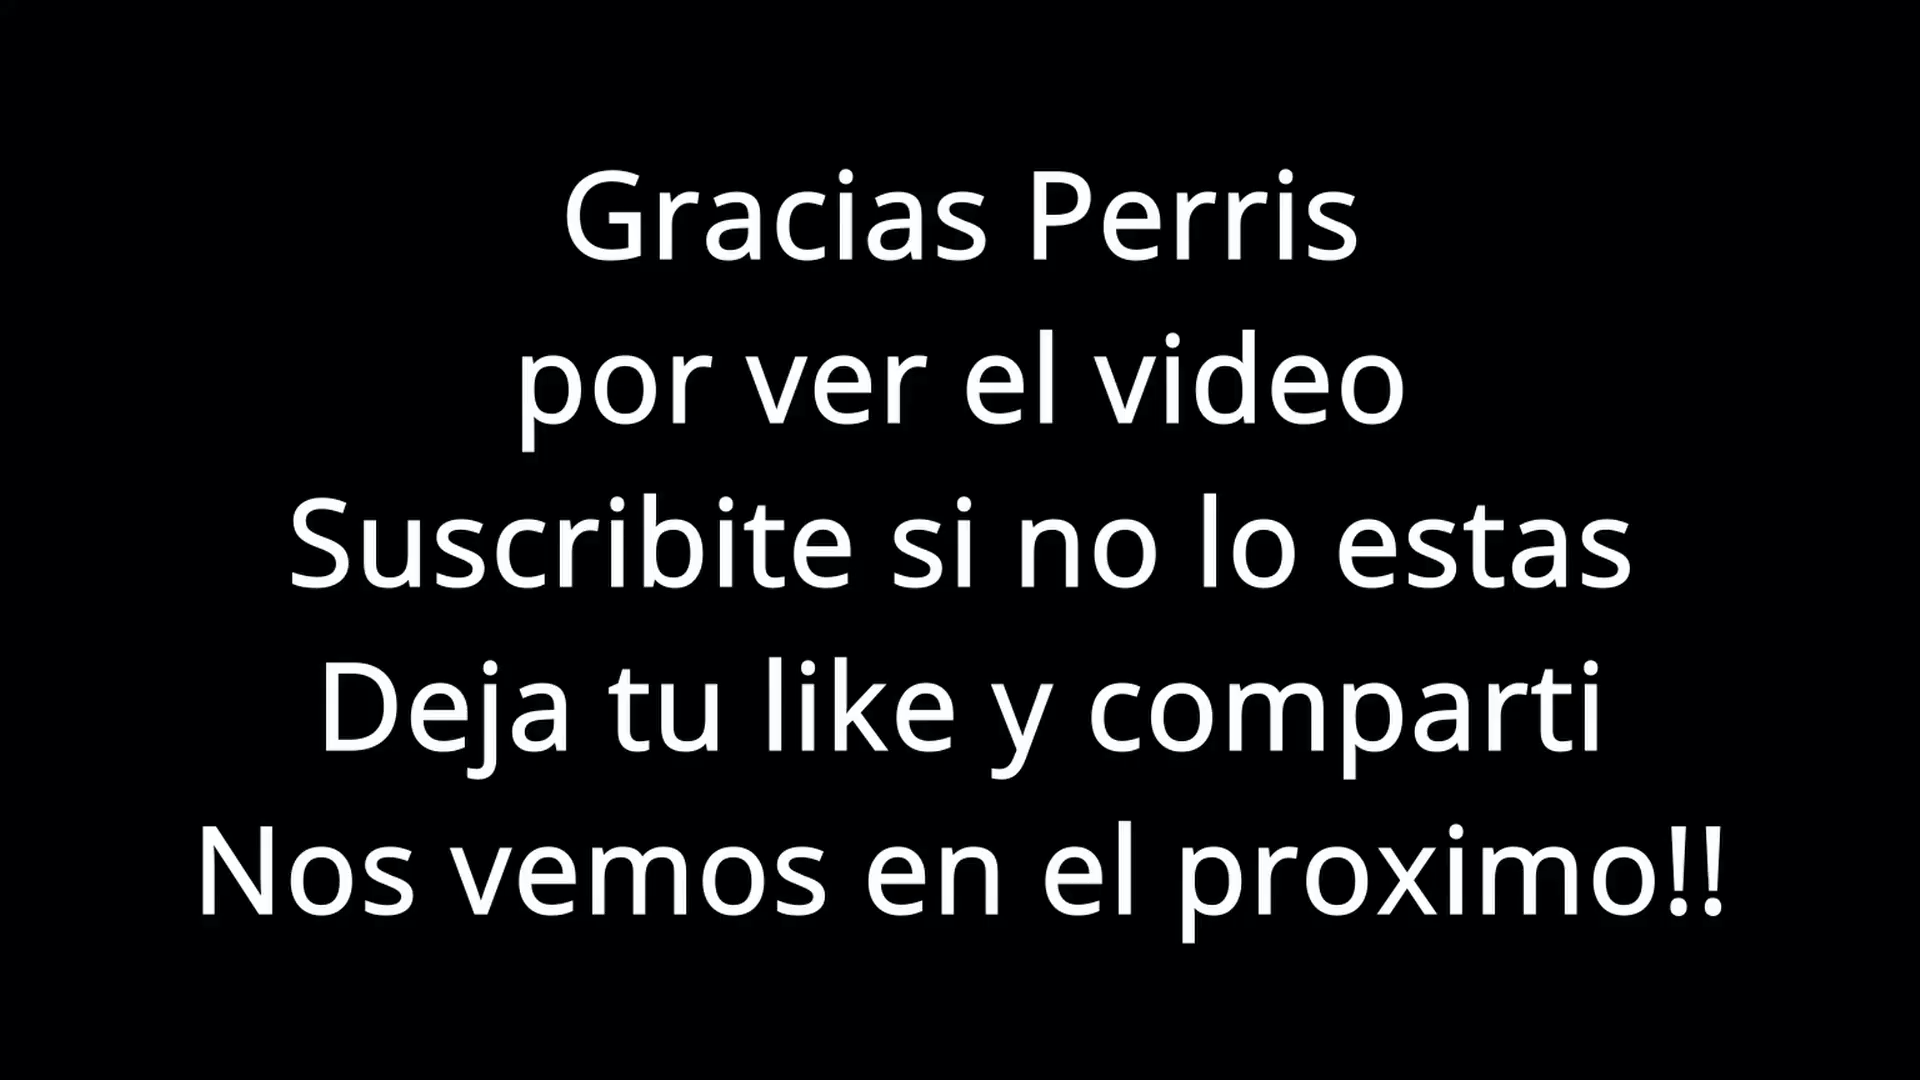 Gracias Perris
por ver el video
Suscribite si no lo estas
Deja tu like y comparti
Nos vemos en el proximo!!